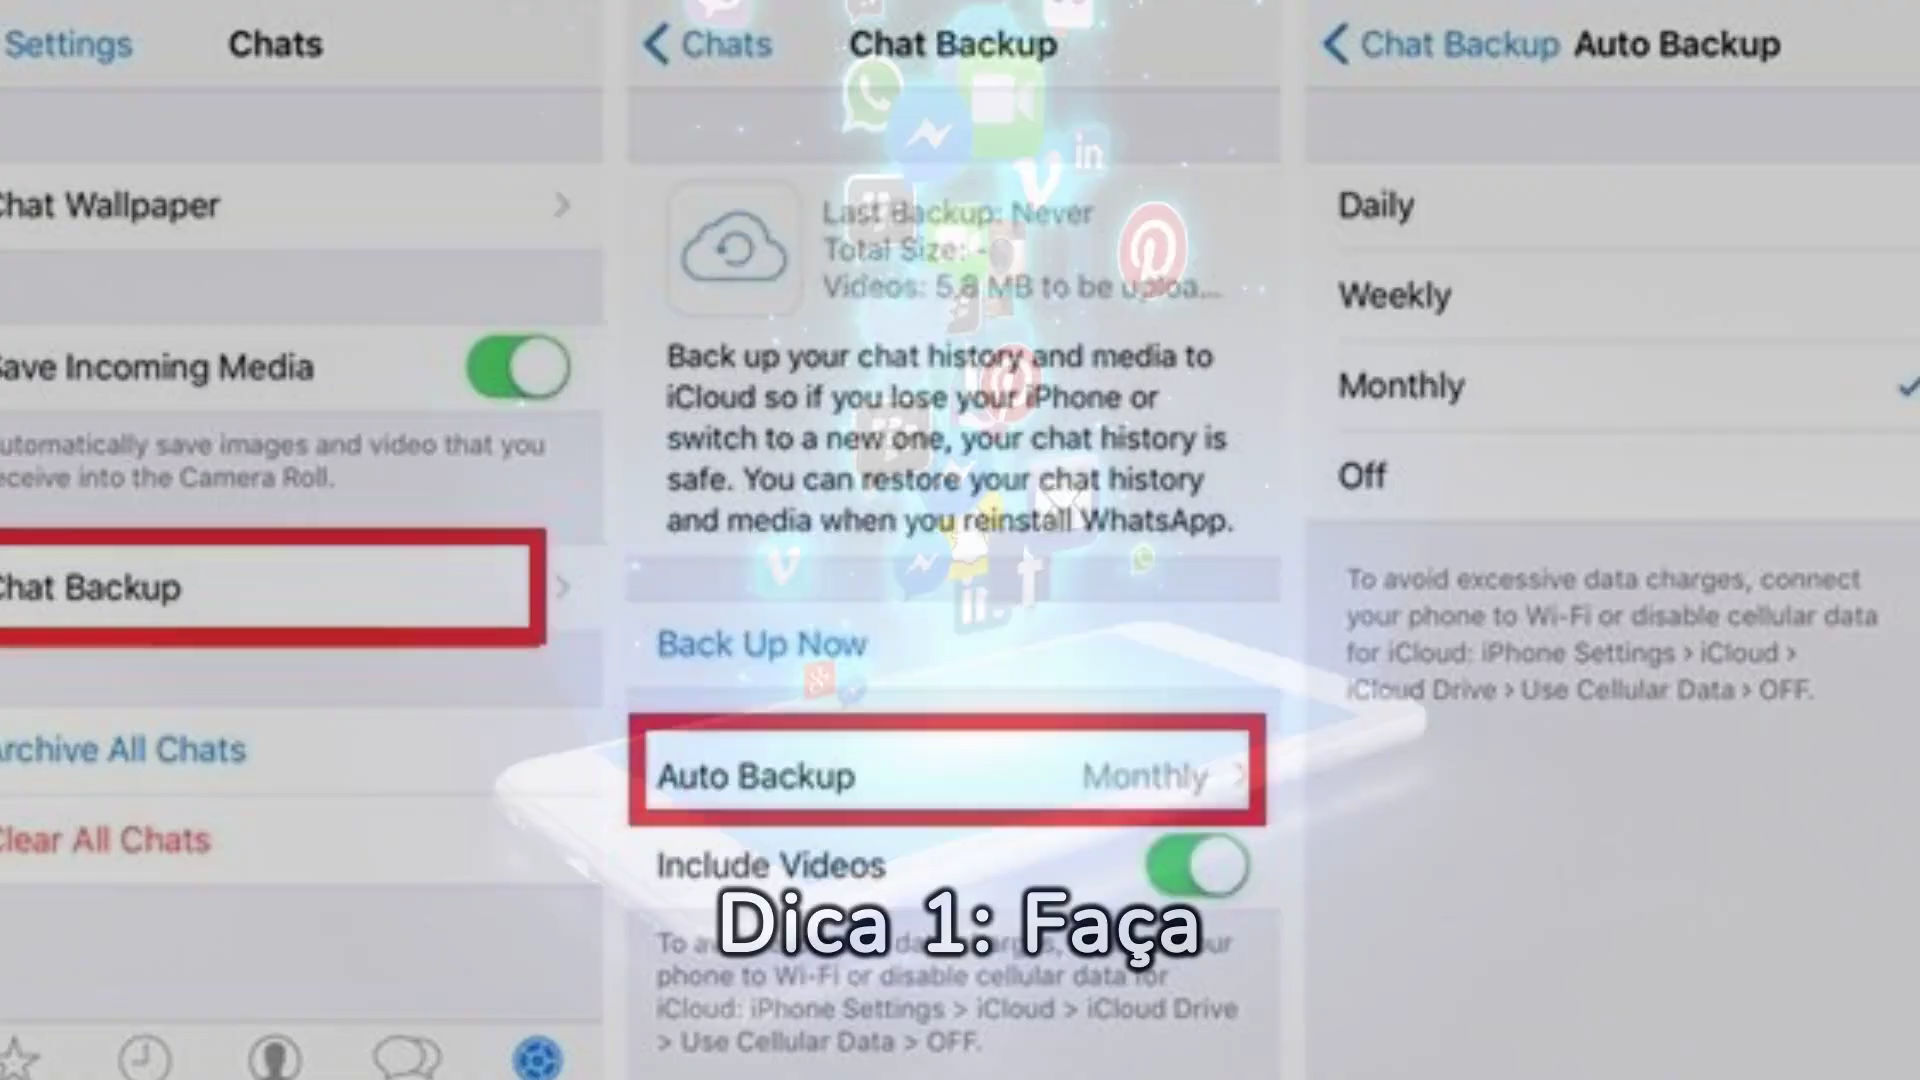 Settings
Chats
Chat Wallpaper
Save Incoming Media
Automatically save images and video that you
receive into the Camera Roll.
Chat Backup
Archive All Chats
Clear All Chats
Chats
Chat Backup
Last Backup: Never
Total Size: -
Videos: 5,8 MB to be uploa...
Back up your chat history and media to
iCloud so if you lose your iPhone or
switch to a new one, your chat history is
safe. You can restore your chat history
and media when you reinstall WhatsApp.
Back Up Now
Auto Backup Monthly
Include Videos
phone to Wi-Fi or disable cellular data for
iCloud: iPhone Settings > iCloud > iCloud Drive
> Use Cellular Data > OFF.
Chat Backup
Auto Backup
Daily
Weekly
Monthly
Off
To avoid excessive data charges, connect
your phone to Wi-Fi or disable cellular data
for iCloud: iPhone Settings > iCloud >
iCloud Drive > Use Cellular Data > OFF.
in
Dica 1: Faça